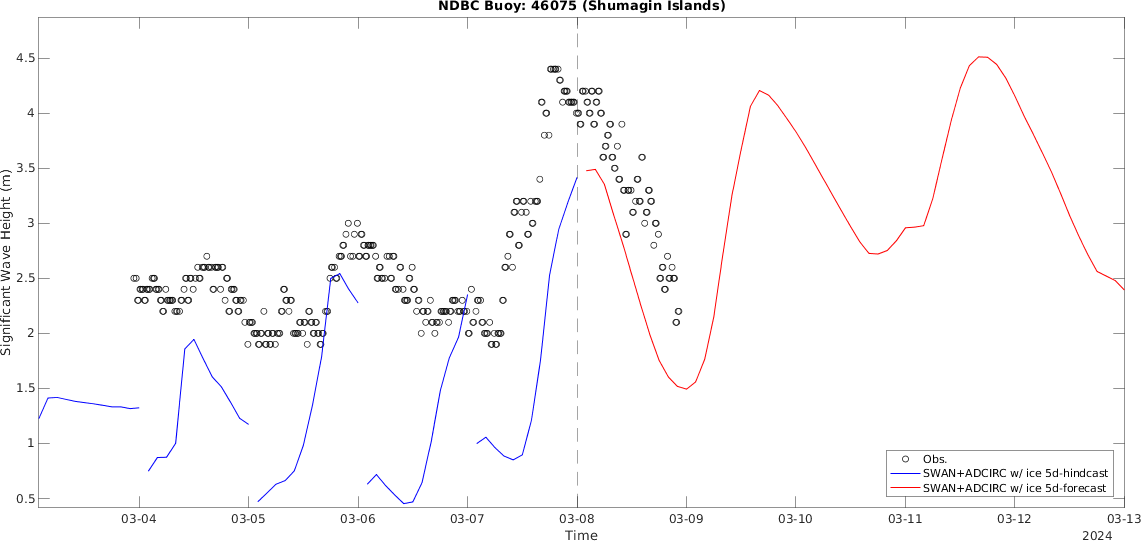 NDBC Buoy: 46075 (Shumagin Islands)
Significant Wave Height (m)
4.5
4
3.5
3
2.5
2
1.5
1
0.5
Obs.
SWAN+ADCIRC w/ ice 5d-hindcast
SWAN+ADCIRC w/ ice 5d-forecast
03-04 03-05 03-06 03-07 03-08 03-09 03-10 03-11 03-12 03-13
Time
2024